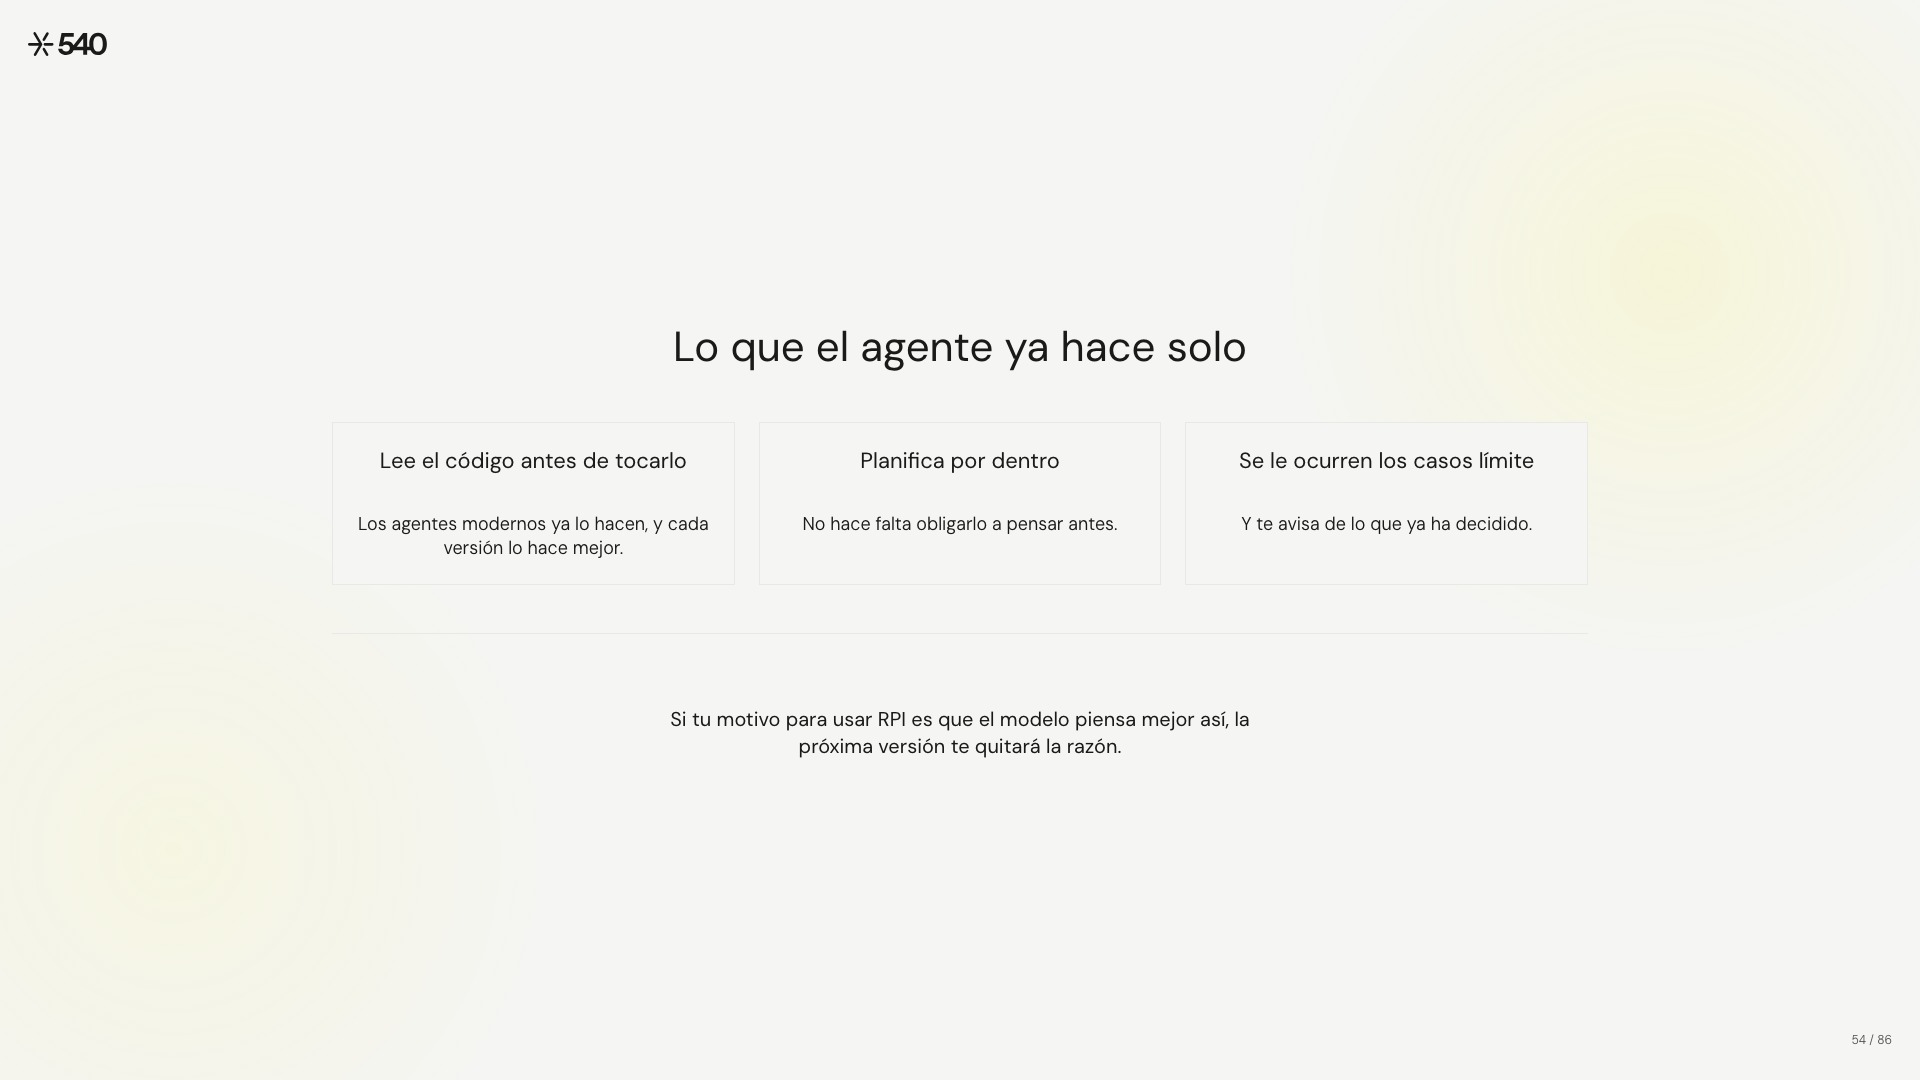 540
Lo que el agente ya hace solo
Lee el código antes de tocarlo
Los agentes modernos ya lo hacen, y cada
versión lo hace mejor.
Planifica por dentro
No hace falta obligarlo a pensar antes.
Se le ocurren los casos límite
Y te avisa de lo que ya ha decidido.
Si tu motivo para usar RPI es que el modelo piensa mejor así, la
próxima versión te quitará la razón.
54 / 86